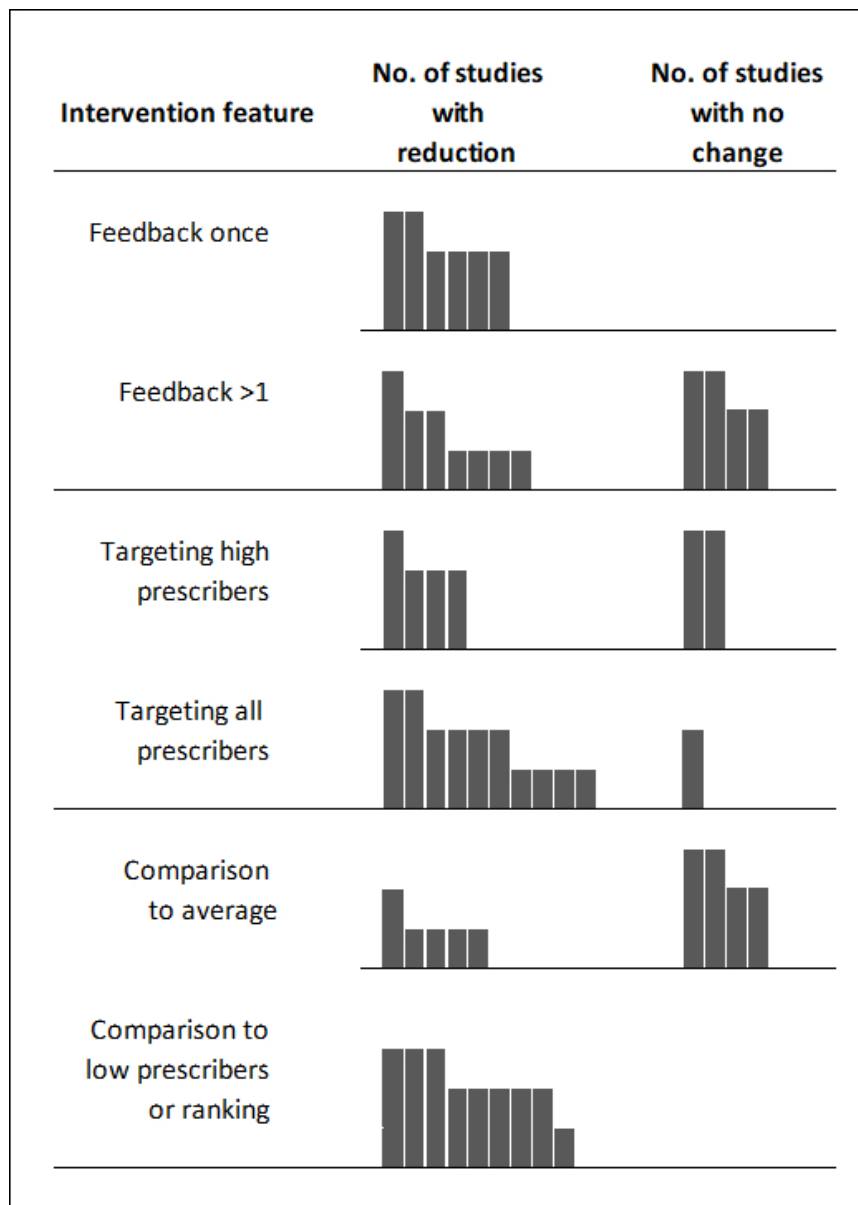 Intervention feature
No. of studies
with
reduction
No. of studies
with no
change
Feedback once
Feedback >1
Targeting high
prescribers
Targeting all
prescribers
Comparison
to average
Comparison to
low prescribers
or ranking